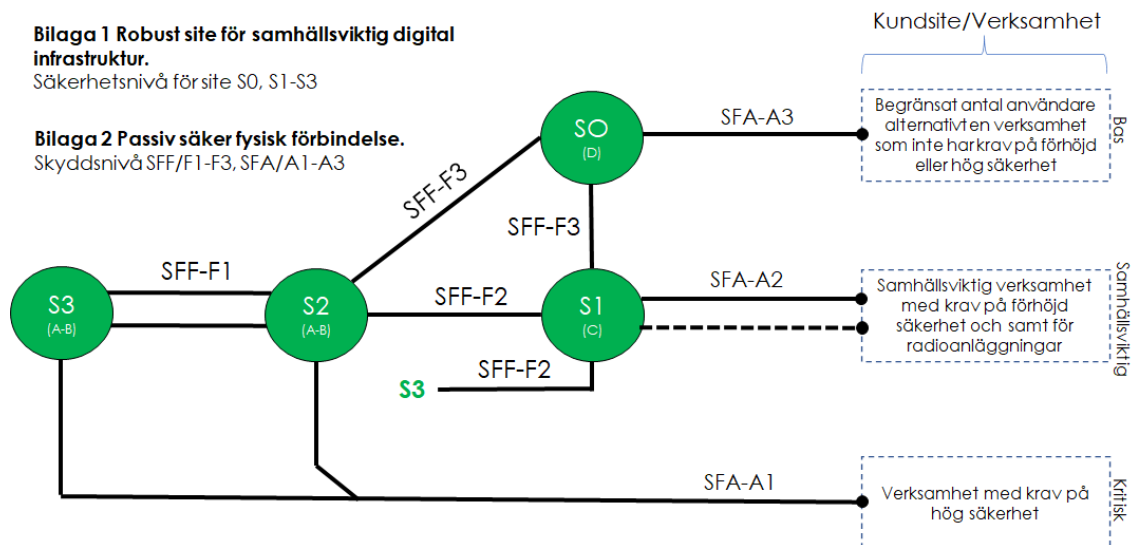 Bilaga 1 Robust site för samhällsviktig digital
infrastruktur.
Säkerhetsnivå för site S0, S1-S3
Bilaga 2 Passiv säker fysisk förbindelse.
Skyddsnivå SFF/F1-F3, SFA/A1-A3
Kundsite/Verksamhet
SO
(D)
SFA-A3
Begränsat antal användare
alternativt en verksamhet
som inte har krav på förhöjd
eller hög säkerhet
Bas
SFF-F3
SFF-F3
S3
(A-B)
SFF-F1
S2
(A-B)
SFF-F2
S1
(C)
SFA-A2
Samhällsviktig verksamhet
med krav på förhöjd
säkerhet och samt för
radioanläggningar
Samhällsviktig
SFF-F2
S3
SFA-A1
Verksamhet med krav på
hög säkerhet
Kritisk